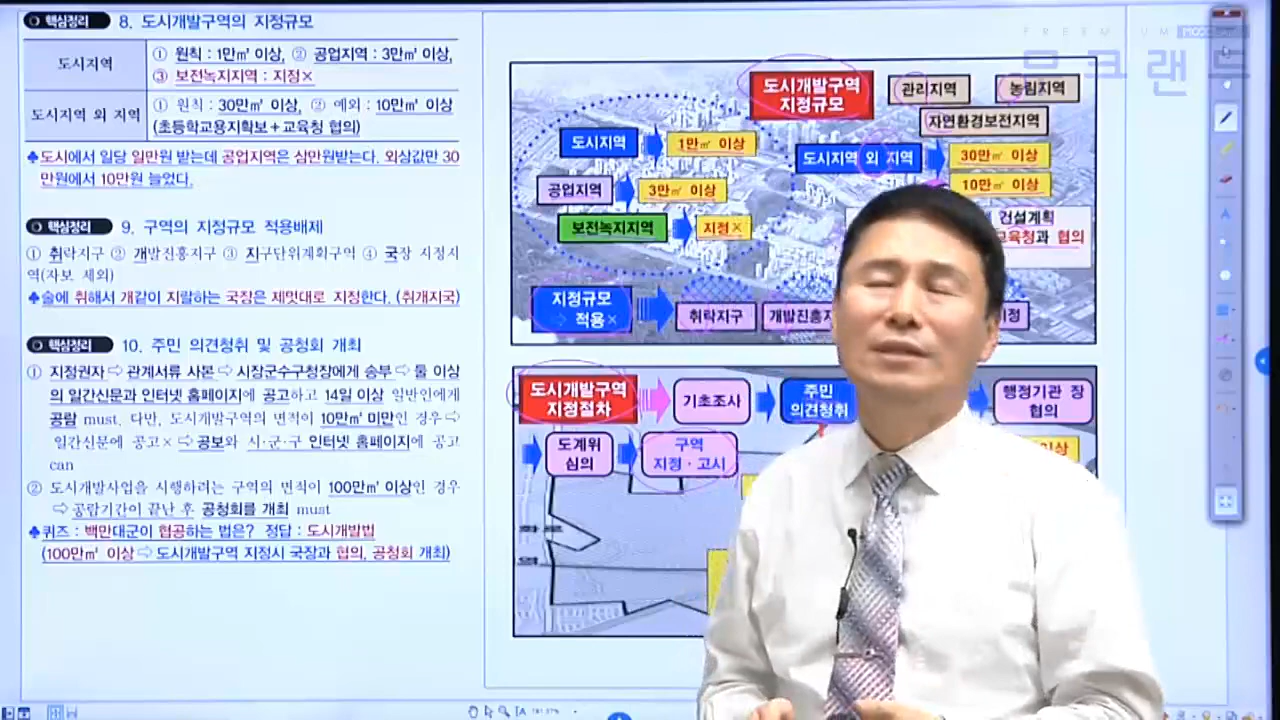 핵심정리 8. 도시개발구역의 지정규모
도시지역
① 원칙 : 1만㎡ 이상, ② 공업지역 : 3만㎡ 이상,
③ 보전녹지지역 : 지정×
도시지역 외 지역
① 원칙 : 30만㎡ 이상, ② 예외 : 10만㎡ 이상
(초등학교용지확보+교육청 협의)
♣도시에서 일당 일만원 받는데 공업지역은 삼만원받는다. 외상값만 30
만원에서 10만원 늘었다.
핵심정리 9. 구역의 지정규모 적용배제
① 취락지구 ② 개발진흥지구 ③ 지구단위계획구역 ④ 국장 지정시
역(자보 제외)
♣술에 취해서 개같이 지랄하는 국장은 제멋대로 지정한다. (취개지국)
핵심정리 10. 주민 의견청취 및 공청회 개최
① 지정권자⇨관계서류 사본⇨시장군수구청장에게 송부⇨둘 이상
의 일간신문과 인터넷 홈페이지에 공고하고 14일 이상 일반인에게
공람 must. 다만, 도시개발구역의 면적이 10만㎡ 미만인 경우⇨
일간신문에 공고×⇨공보와 시·군·구 인터넷 홈페이지에 공고
can
② 도시개발사업을 시행하려는 구역의 면적이 100만㎡ 이상인 경우
⇨공람기간이 끝난 후 공청회를 개최 must
♣퀴즈 : 백만대군이 협공하는 법은? 정답 : 도시개발법
(100만㎡ 이상⇨도시개발구역 지정시 국장과 협의, 공청회 개최)
FREEMIUM
무크랜드
도시개발구역
지정규모
관리지역
농림지역
자연환경보전지역
도시지역
1만㎡ 이상
도시지역 외 지역
30만㎡ 이상
10만㎡ 이상
공업지역
3만㎡ 이상
보전녹지지역
지정×
건설계획
교육청과 협의
지정규모
⇨ 적용×
취락지구
도시개발구역
지정절차
기초조사
주민
의견청취
행정기관 장
협의
도계위
심의
구역
지정·고시
이상